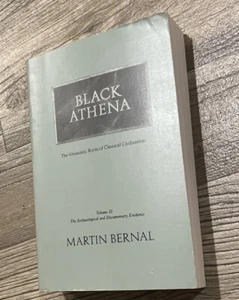 BLACK
ATHENA
The Afroasiatic Roots of Classical Civilization
Volume II
The Archaeological and Documentary Evidence
MARTIN BERNAL